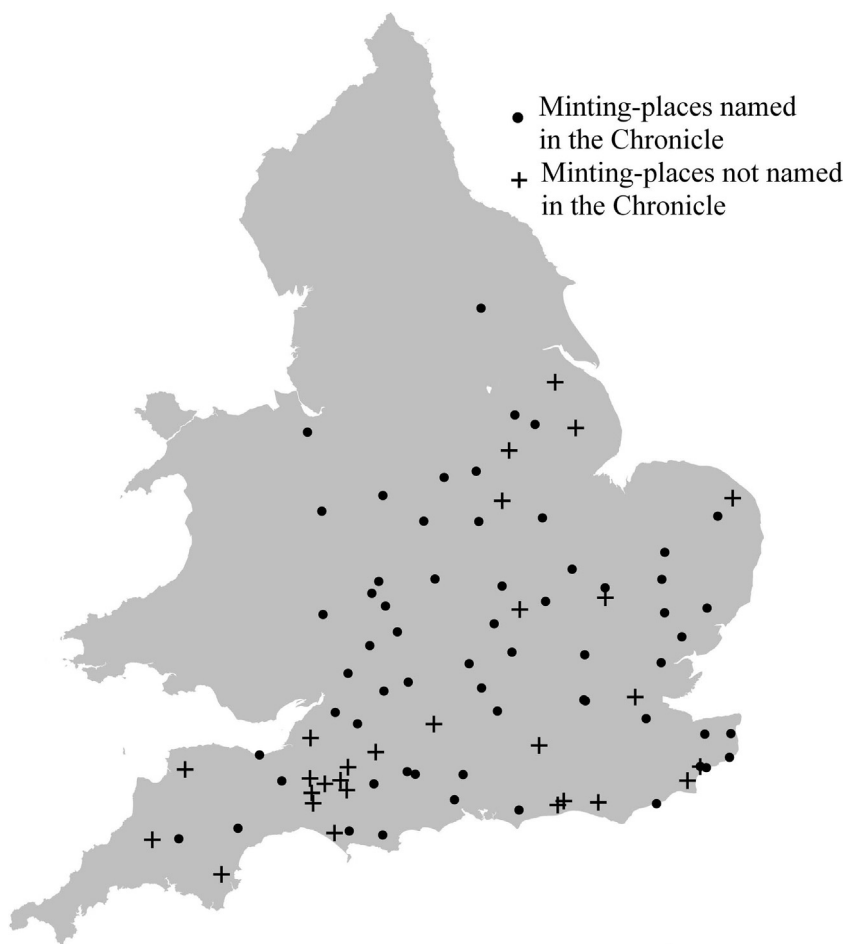 Minting-places named
in the Chronicle
Minting-places not named
in the Chronicle